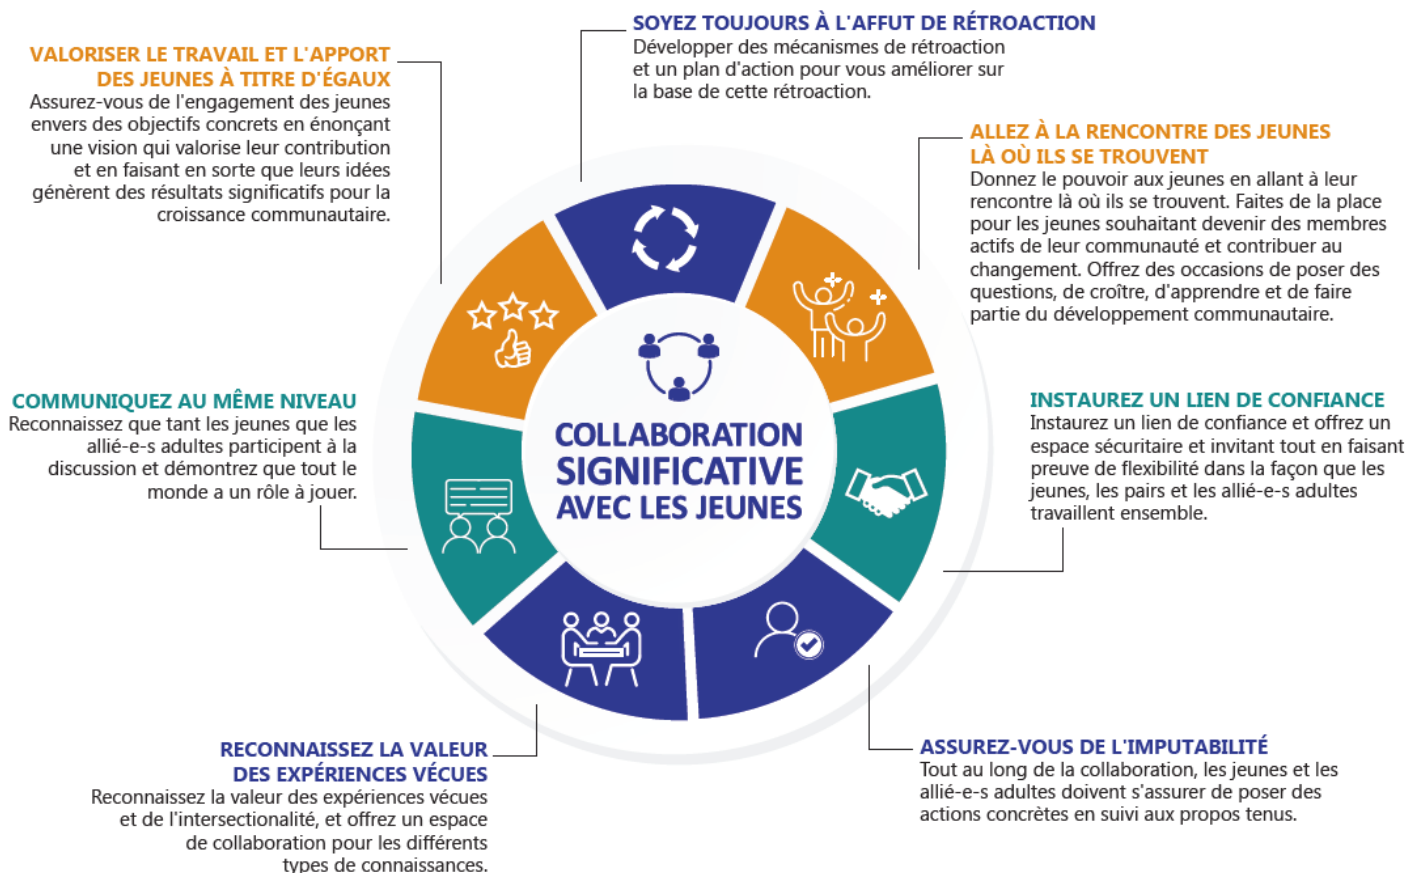 SOYEZ TOUJOURS À L'AFFUT DE RÉTROACTION
Développer des mécanismes de rétroaction
et un plan d'action pour vous améliorer sur
la base de cette rétroaction.
VALORISER LE TRAVAIL ET L'APPORT
DES JEUNES À TITRE D'ÉGAUX
Assurez-vous de l'engagement des jeunes
envers des objectifs concrets en énonçant
une vision qui valorise leur contribution
et en faisant en sorte que leurs idées
génèrent des résultats significatifs pour la
croissance communautaire.
ALLEZ À LA RENCONTRE DES JEUNES
LÀ OÙ ILS SE TROUVENT
Donnez le pouvoir aux jeunes en allant à leur
rencontre là où ils se trouvent. Faites de la place
pour les jeunes souhaitant devenir des membres
actifs de leur communauté et contribuer au
changement. Offrez des occasions de poser des
questions, de croître, d'apprendre et de faire
partie du développement communautaire.
COMMUNIQUEZ AU MÊME NIVEAU
Reconnaissez que tant les jeunes que les
allié-e-s adultes participent à la
discussion et démontrez que tout le
monde a un rôle à jouer.
COLLABORATION
SIGNIFICATIVE
AVEC LES JEUNES
INSTAUREZ UN LIEN DE CONFIANCE
Instaurez un lien de confiance et offrez un
espace sécuritaire et invitant tout en faisant
preuve de flexibilité dans la façon que les
jeunes, les pairs et les allié-e-s adultes
travaillent ensemble.
RECONNAISSEZ LA VALEUR
DES EXPÉRIENCES VÉCUES
Reconnaissez la valeur des expériences vécues
et de l'intersectionalité, et offrez un espace
de collaboration pour les différents
types de connaissances.
ASSUREZ-VOUS DE L'IMPUTABILITÉ
Tout au long de la collaboration, les jeunes et les
allié-e-s adultes doivent s'assurer de poser des
actions concrètes en suivi aux propos tenus.